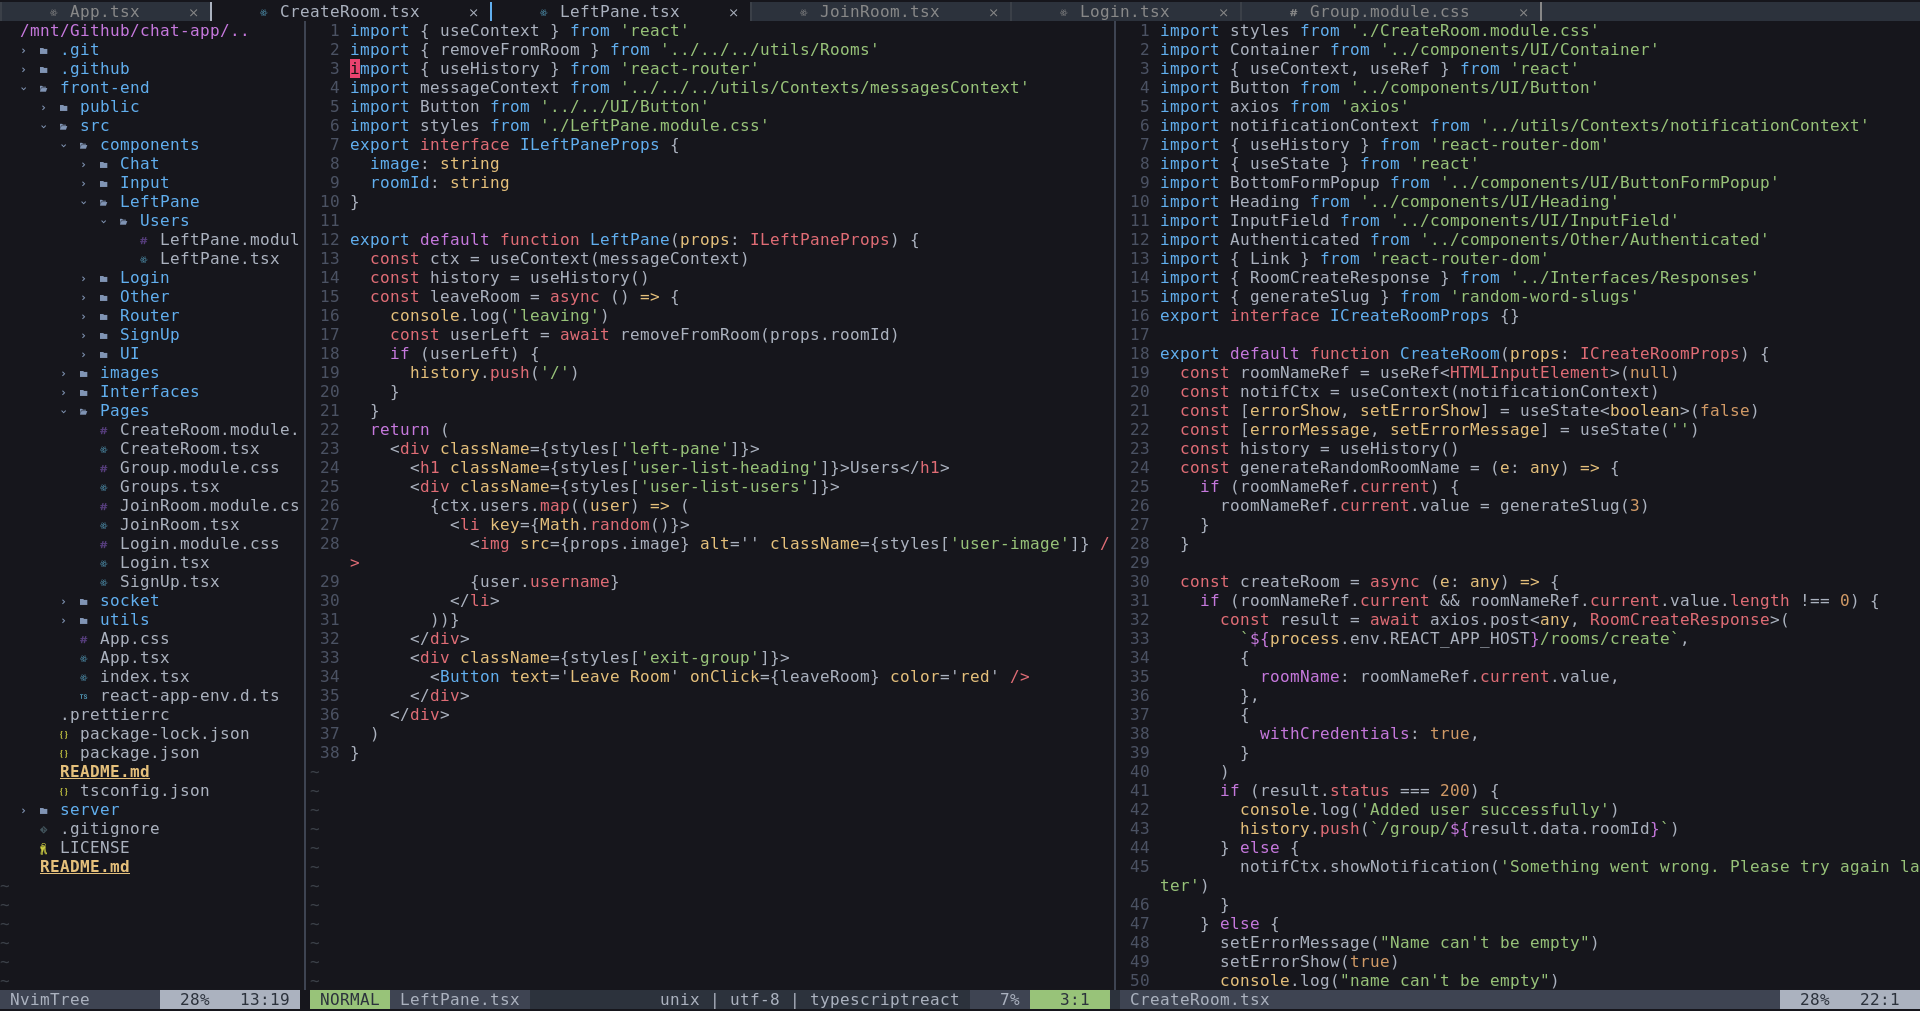 App.tsx ✕ CreateRoom.tsx ✕ LeftPane.tsx ✕ JoinRoom.tsx ✕ Login.tsx ✕ # Group.module.css ✕
/mnt/Github/chat-app/..
.git
.github
front-end
public
src
components
Chat
Input
LeftPane
Users
# LeftPane.modul
LeftPane.tsx
Login
Other
Router
SignUp
UI
images
Interfaces
Pages
# CreateRoom.module.
CreateRoom.tsx
# Group.module.css
Groups.tsx
# JoinRoom.module.cs
JoinRoom.tsx
# Login.module.css
Login.tsx
SignUp.tsx
socket
utils
# App.css
App.tsx
index.tsx
TS react-app-env.d.ts
.prettierrc
{} package-lock.json
{} package.json
README.md
{} tsconfig.json
server
.gitignore
LICENSE
README.md
~
~
~
~
~
~
NvimTree 28% 13:19
1 import { useContext } from 'react'
2 import { removeFromRoom } from '../../../utils/Rooms'
3 import { useHistory } from 'react-router'
4 import messageContext from '../../../utils/Contexts/messagesContext'
5 import Button from '../../UI/Button'
6 import styles from './LeftPane.module.css'
7 export interface ILeftPaneProps {
8   image: string
9   roomId: string
10 }
11
12 export default function LeftPane(props: ILeftPaneProps) {
13   const ctx = useContext(messageContext)
14   const history = useHistory()
15   const leaveRoom = async () => {
16     console.log('leaving')
17     const userLeft = await removeFromRoom(props.roomId)
18     if (userLeft) {
19       history.push('/')
20     }
21   }
22   return (
23     <div className={styles['left-pane']}>
24       <h1 className={styles['user-list-heading']}>Users</h1>
25       <div className={styles['user-list-users']}>
26         {ctx.users.map((user) => (
27           <li key={Math.random()}>
28             <img src={props.image} alt='' className={styles['user-image']} /
>
29             {user.username}
30           </li>
31         ))}
32       </div>
33       <div className={styles['exit-group']}>
34         <Button text='Leave Room' onClick={leaveRoom} color='red' />
35       </div>
36     </div>
37   )
38 }
~
~
~
~
~
~
~
~
~
~
~
~
NORMAL LeftPane.tsx unix | utf-8 | typescriptreact 7% 3:1
1 import styles from './CreateRoom.module.css'
2 import Container from '../components/UI/Container'
3 import { useContext, useRef } from 'react'
4 import Button from '../components/UI/Button'
5 import axios from 'axios'
6 import notificationContext from '../utils/Contexts/notificationContext'
7 import { useHistory } from 'react-router-dom'
8 import { useState } from 'react'
9 import BottomFormPopup from '../components/UI/ButtonFormPopup'
10 import Heading from '../components/UI/Heading'
11 import InputField from '../components/UI/InputField'
12 import Authenticated from '../components/Other/Authenticated'
13 import { Link } from 'react-router-dom'
14 import { RoomCreateResponse } from '../Interfaces/Responses'
15 import { generateSlug } from 'random-word-slugs'
16 export interface ICreateRoomProps {}
17
18 export default function CreateRoom(props: ICreateRoomProps) {
19   const roomNameRef = useRef<HTMLInputElement>(null)
20   const notifCtx = useContext(notificationContext)
21   const [errorShow, setErrorShow] = useState<boolean>(false)
22   const [errorMessage, setErrorMessage] = useState('')
23   const history = useHistory()
24   const generateRandomRoomName = (e: any) => {
25     if (roomNameRef.current) {
26       roomNameRef.current.value = generateSlug(3)
27     }
28   }
29
30   const createRoom = async (e: any) => {
31     if (roomNameRef.current && roomNameRef.current.value.length !== 0) {
32       const result = await axios.post<any, RoomCreateResponse>(
33         `${process.env.REACT_APP_HOST}/rooms/create`,
34         {
35           roomName: roomNameRef.current.value,
36         },
37         {
38           withCredentials: true,
39         }
40       )
41       if (result.status === 200) {
42         console.log('Added user successfully')
43         history.push(`/group/${result.data.roomId}`)
44       } else {
45         notifCtx.showNotification('Something went wrong. Please try again la
ter')
46       }
47     } else {
48       setErrorMessage("Name can't be empty")
49       setErrorShow(true)
50       console.log("name can't be empty")
CreateRoom.tsx 28% 22:1